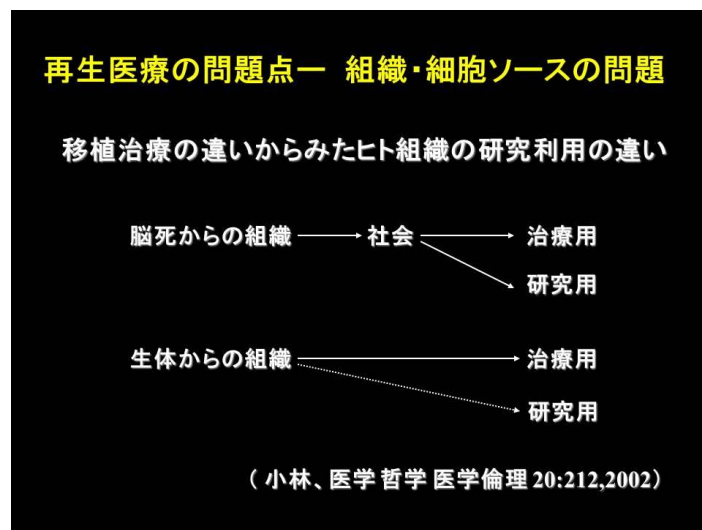 再生医療の問題点ー 組織・細胞ソースの問題
移植治療の違いからみたヒト組織の研究利用の違い
脳死からの組織 社会 治療用
研究用
生体からの組織 治療用
研究用
（ 小林、医学 哲学 医学倫理 20:212,2002）